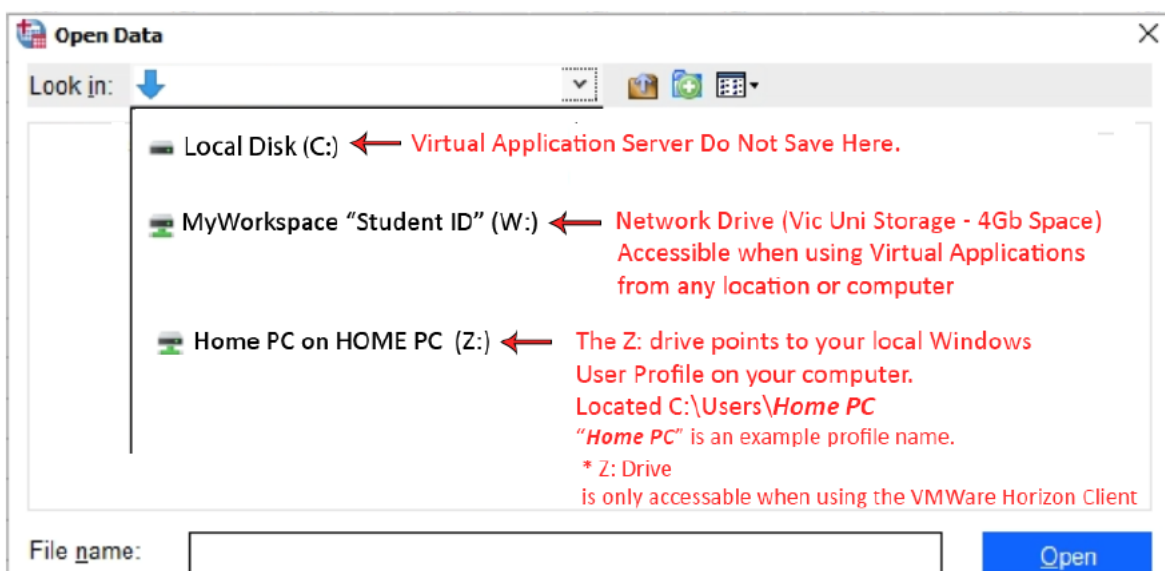 Open Data
Look in:
Local Disk (C:) Virtual Application Server Do Not Save Here.
MyWorkspace “Student ID” (W:) Network Drive (Vic Uni Storage - 4Gb Space)
Accessible when using Virtual Applications
from any location or computer
Home PC on HOME PC (Z:) The Z: drive points to your local Windows
User Profile on your computer.
Located C:\Users\Home PC
“Home PC” is an example profile name.
* Z: Drive
is only accessable when using the VMWare Horizon Client
File name:
Open